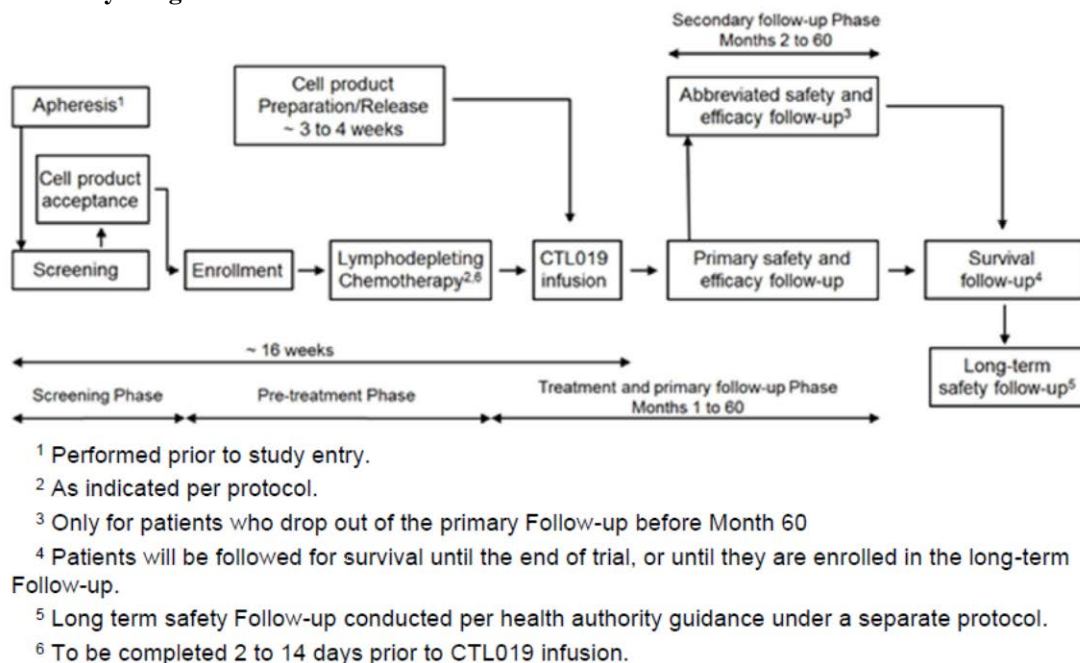 Secondary follow-up Phase
Months 2 to 60
Apheresis1
Cell product
Preparation/Release
~ 3 to 4 weeks
Abbreviated safety and
efficacy follow-up3
Cell product
acceptance
Screening
Enrollment
Lymphodepleting
Chemotherapy2,6
CTL019
infusion
Primary safety and
efficacy follow-up
Survival
follow-up4
~ 16 weeks
Long-term
safety follow-up5
Screening Phase
Pre-treatment Phase
Treatment and primary follow-up Phase
Months 1 to 60
1 Performed prior to study entry.
2 As indicated per protocol.
3 Only for patients who drop out of the primary Follow-up before Month 60
4 Patients will be followed for survival until the end of trial, or until they are enrolled in the long-term
Follow-up.
5 Long term safety Follow-up conducted per health authority guidance under a separate protocol.
6 To be completed 2 to 14 days prior to CTL019 infusion.